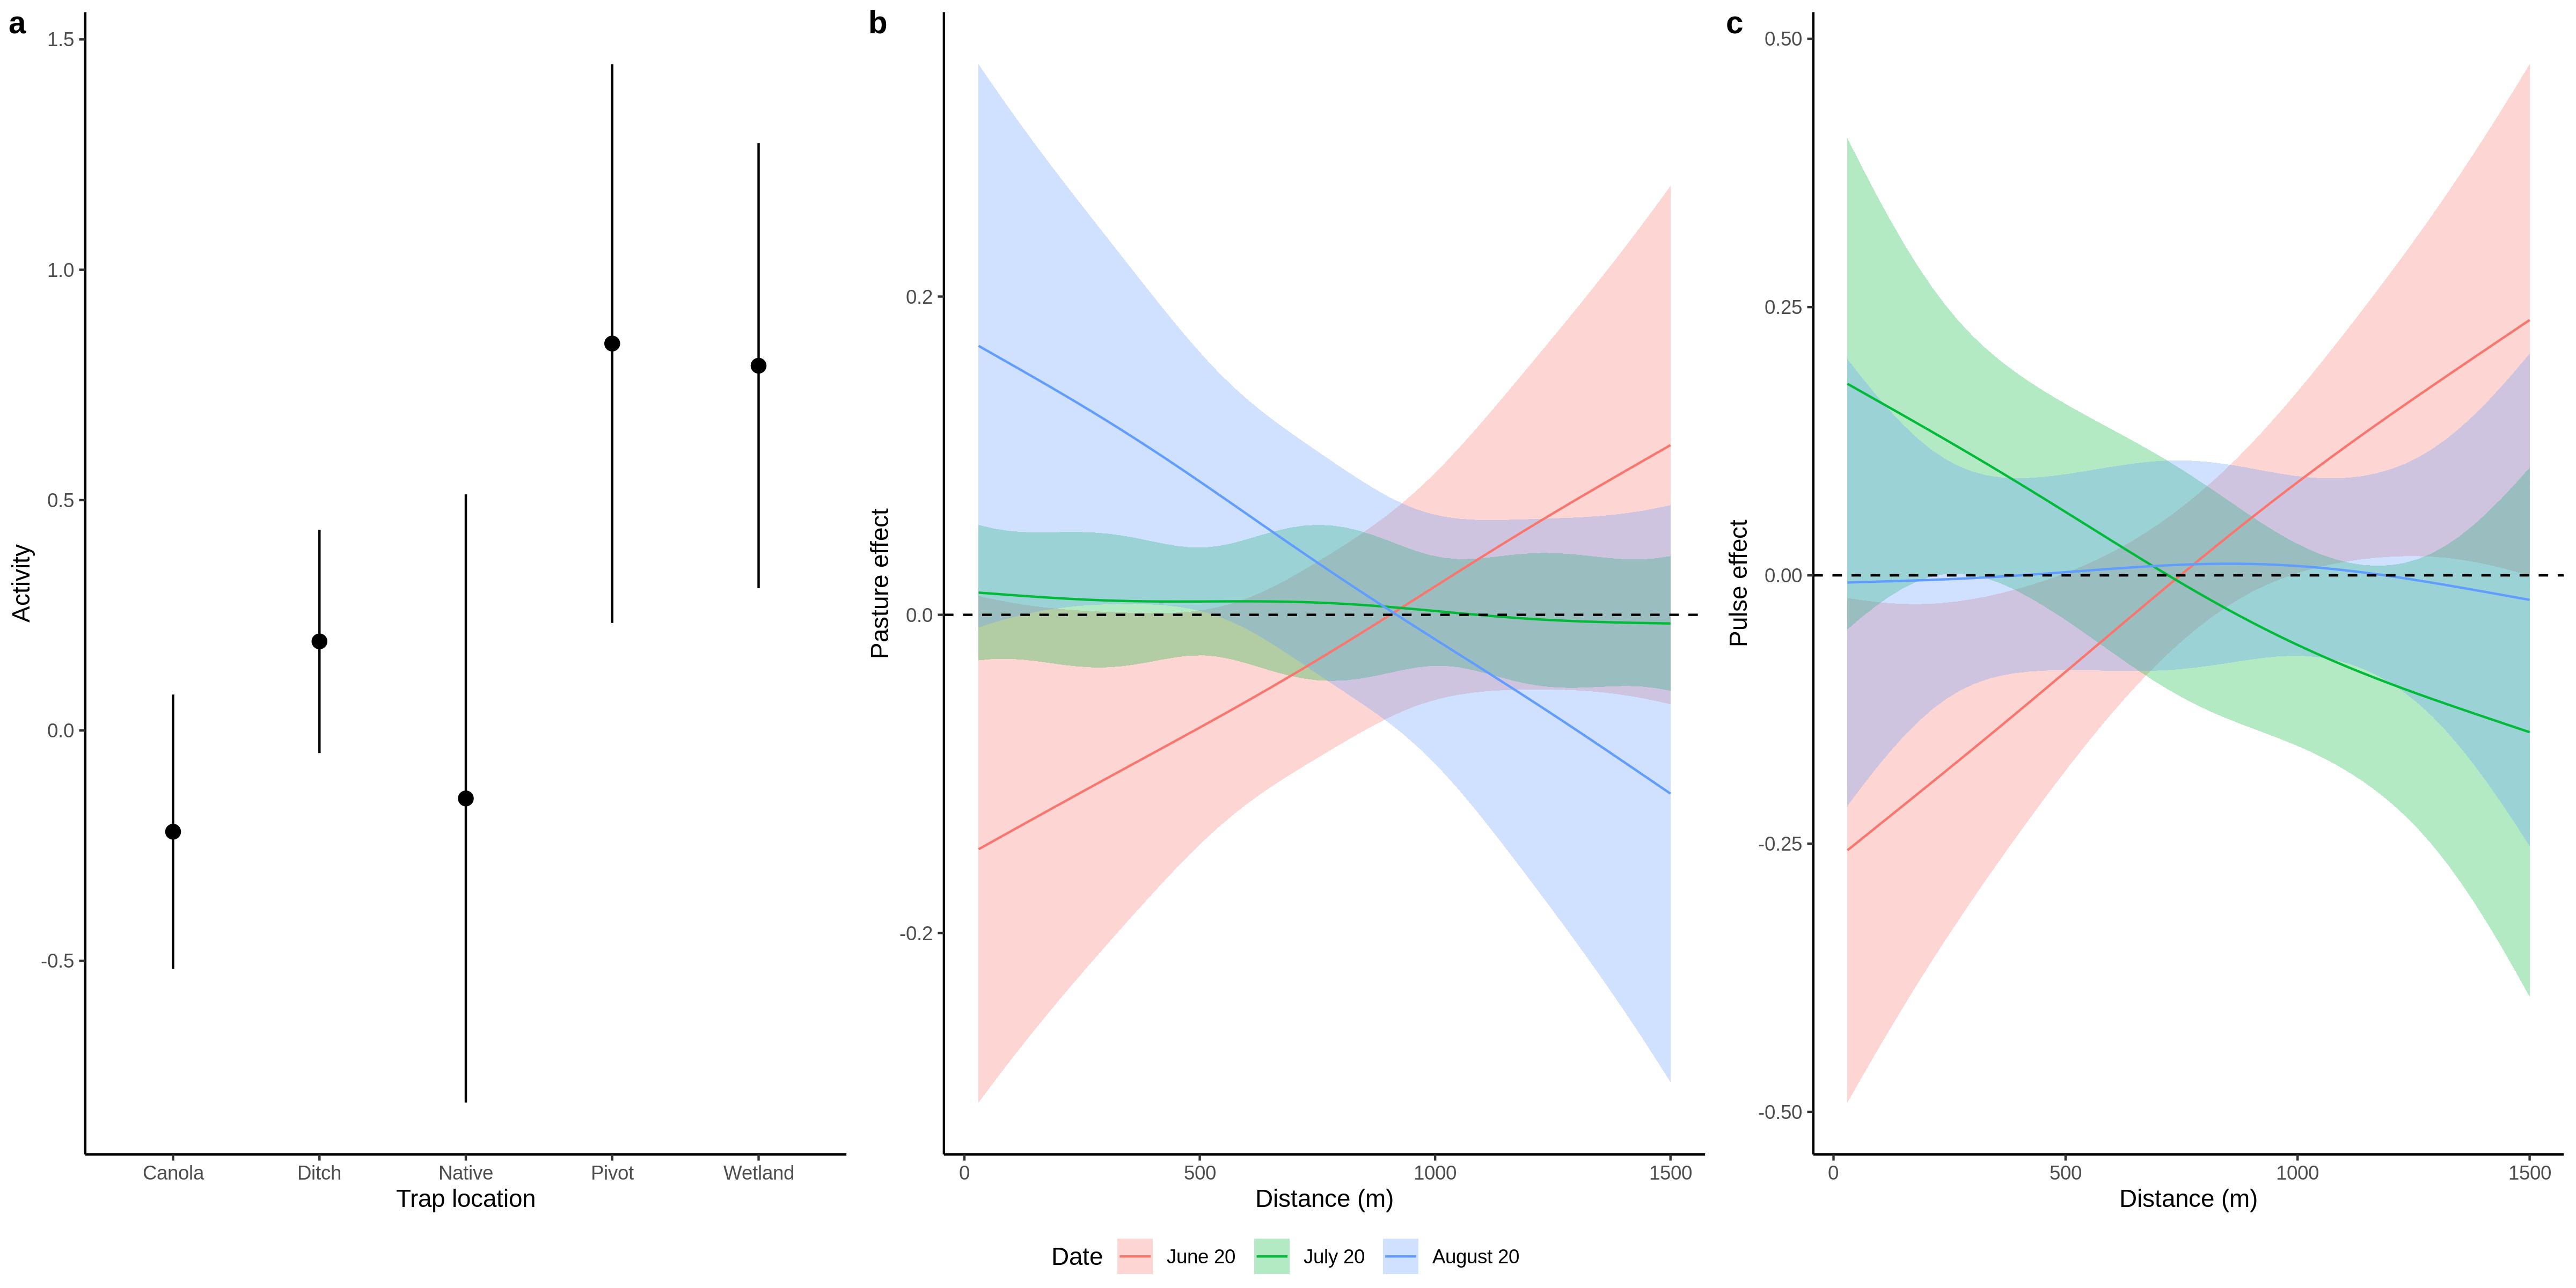 a
1.5
1.0
0.5
0.0
-0.5
Activity
Canola Ditch Native Pivot Wetland
Trap location
b
0.2
0.0
-0.2
Pasture effect
0 500 1000 1500
Distance (m)
c
0.50
0.25
0.00
-0.25
-0.50
Pulse effect
0 500 1000 1500
Distance (m)
Date June 20 July 20 August 20